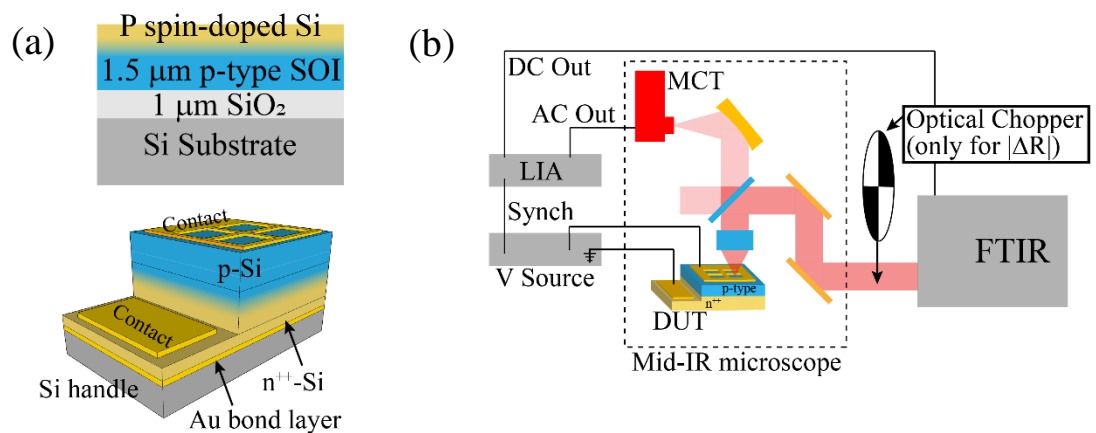 (a)
P spin-doped Si
1.5 μm p-type SOI
1 μm SiO₂
Si Substrate
Contact
p-Si
Contact
Si handle
n⁺⁺-Si
Au bond layer
(b)
DC Out
MCT
AC Out
Optical Chopper
(only for |ΔR|)
LIA
Synch
V Source
FTIR
p-type
n⁺⁺
DUT
Mid-IR microscope